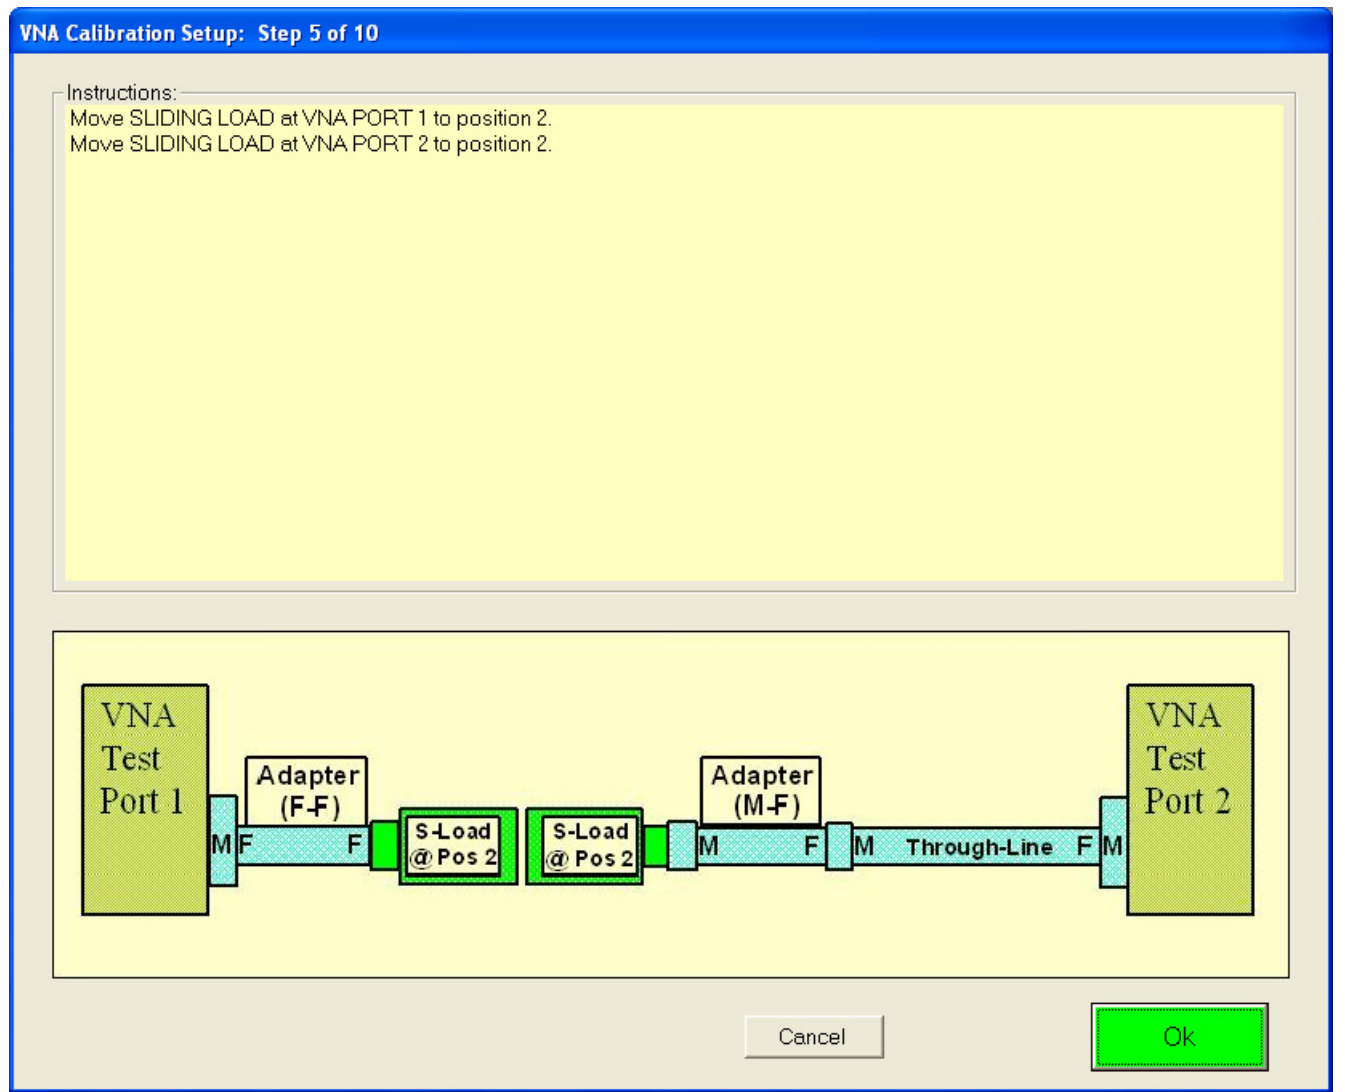 VNA Calibration Setup:  Step 5 of 10
Instructions:
Move SLIDING LOAD at VNA PORT 1 to position 2.
Move SLIDING LOAD at VNA PORT 2 to position 2.
VNA
Test
Port 1
M
Adapter
(F-F)
F
F
S-Load
@ Pos 2
S-Load
@ Pos 2
Adapter
(M-F)
M
F
M
Through-Line
F
M
VNA
Test
Port 2
Cancel
Ok